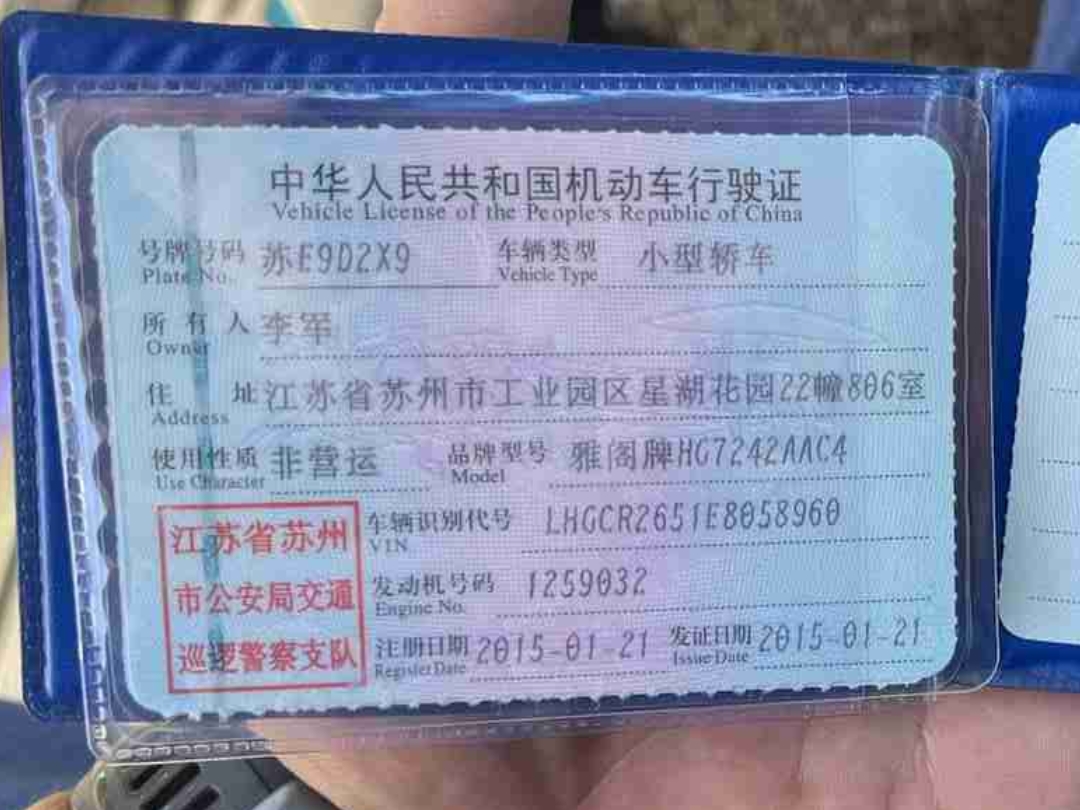 中华人民共和国机动车行驶证
Vehicle License of the People's Republic of China
号牌号码 苏E9D2X9 车辆类型 小型轿车
Plate No. Vehicle Type
所有人 李军
Owner
住址 江苏省苏州市工业园区星湖花园22幢806室
Address
使用性质 非营运 品牌型号 雅阁牌HG7242AAC4
Use Character Model
江苏省苏州
市公安局交通
巡逻警察支队
车辆识别代号 LHGCR2651E8058960
VIN
发动机号码 1259032
Engine No.
注册日期 2015-01-21 发证日期 2015-01-21
Register Date Issue Date